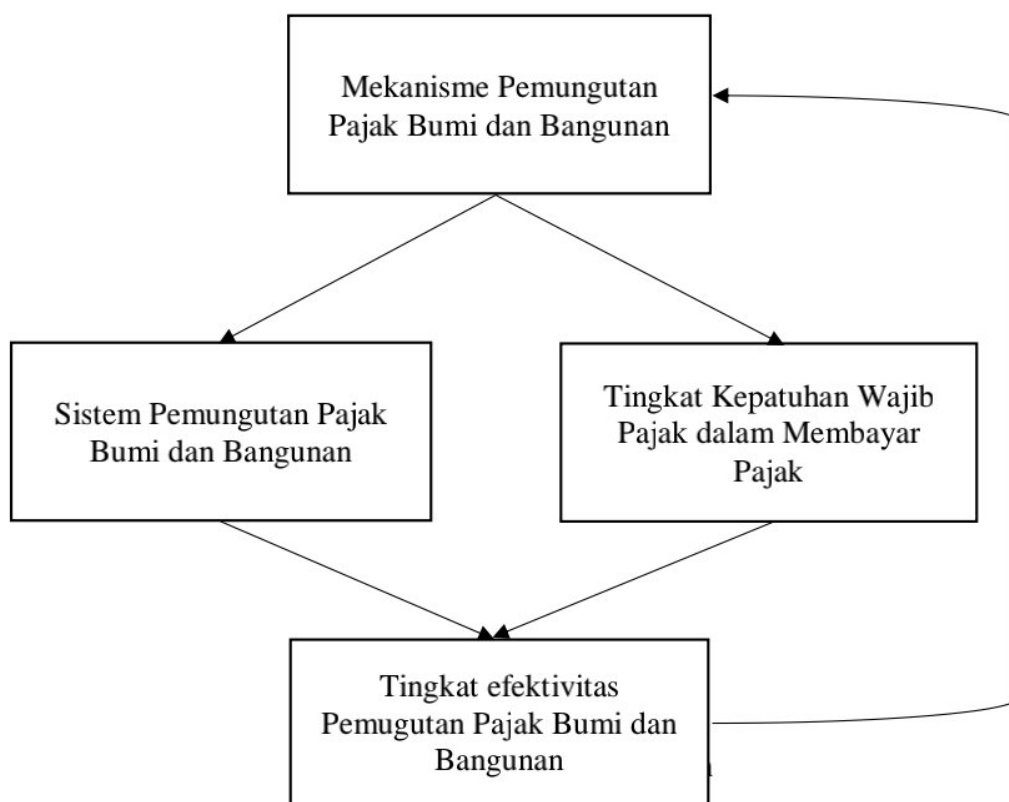 Mekanisme Pemungutan
Pajak Bumi dan Bangunan
Sistem Pemungutan Pajak
Bumi dan Bangunan
Tingkat Kepatuhan Wajib
Pajak dalam Membayar
Pajak
Tingkat efektivitas
Pemugutan Pajak Bumi dan
Bangunan